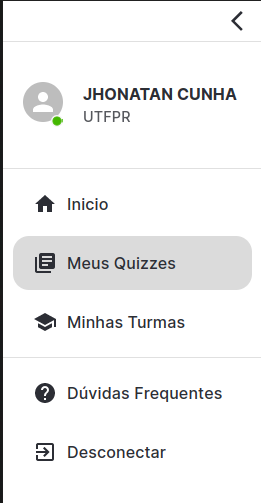 JHONATAN CUNHA
UTFPR
Inicio
Meus Quizzes
Minhas Turmas
Dúvidas Frequentes
Desconectar